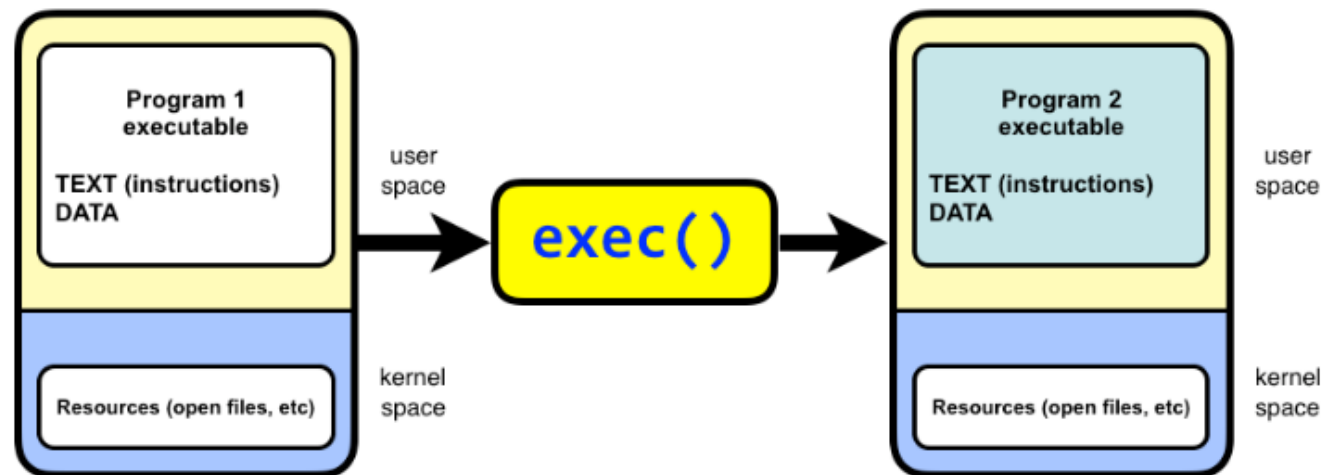 Program 1
executable
TEXT (instructions)
DATA
user
space
Resources (open files, etc)
kernel
space
exec()
Program 2
executable
TEXT (instructions)
DATA
user
space
Resources (open files, etc)
kernel
space